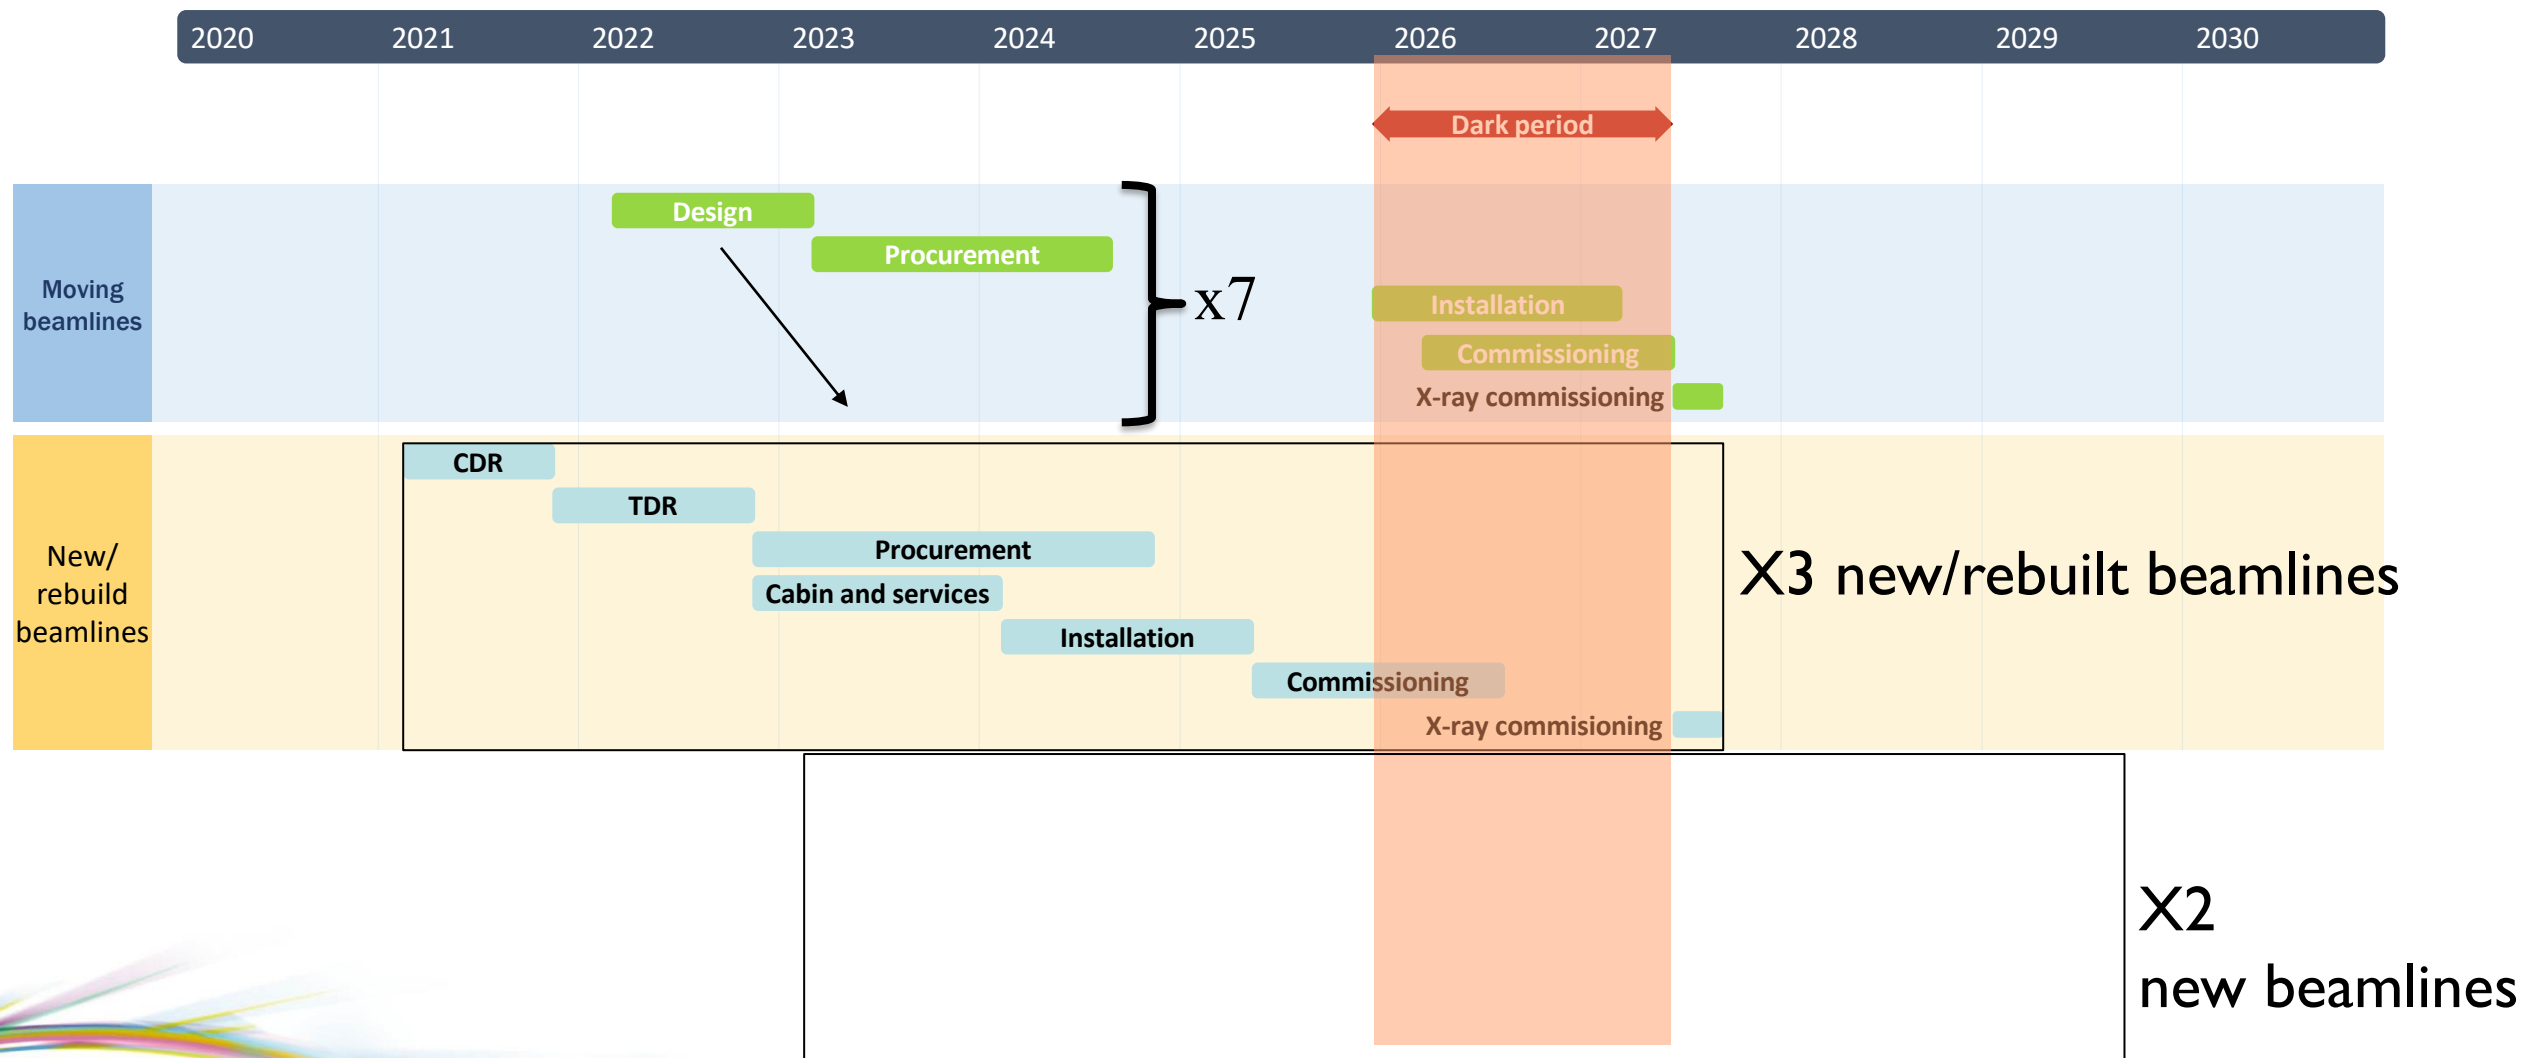 2020 2021 2022 2023 2024 2025 2026 2027 2028 2029 2030
Dark period
Moving
beamlines
Design
Procurement
x7
Installation
Commissioning
X-ray commissioning
New/
rebuild
beamlines
CDR
TDR
Procurement
Cabin and services
Installation
Commissioning
X-ray commisioning
X3 new/rebuilt beamlines
X2
new beamlines